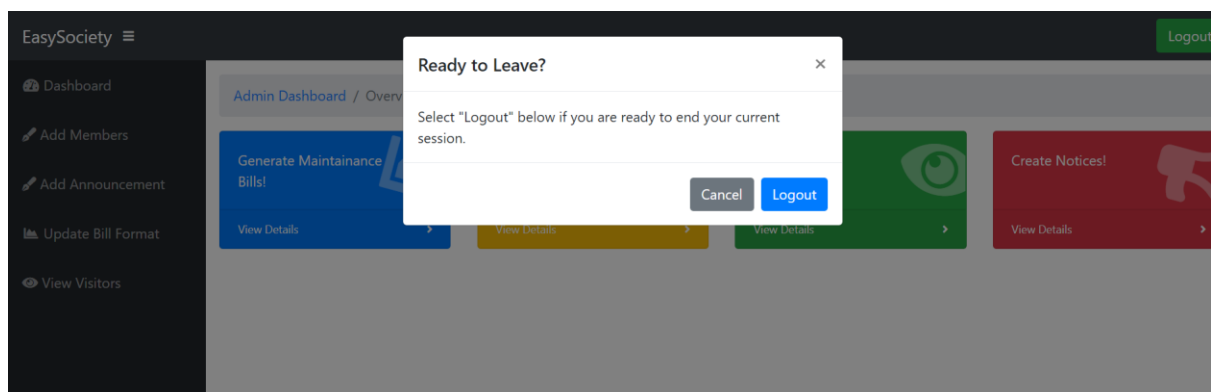 EasySociety
Logout
Ready to Leave?
×
Select "Logout" below if you are ready to end your current
session.
Cancel
Logout
Dashboard
Add Members
Add Announcement
Update Bill Format
View Visitors
Admin Dashboard / Overv
Generate Maintainance
Bills!
View Details
View Details
View Details
Create Notices!
View Details